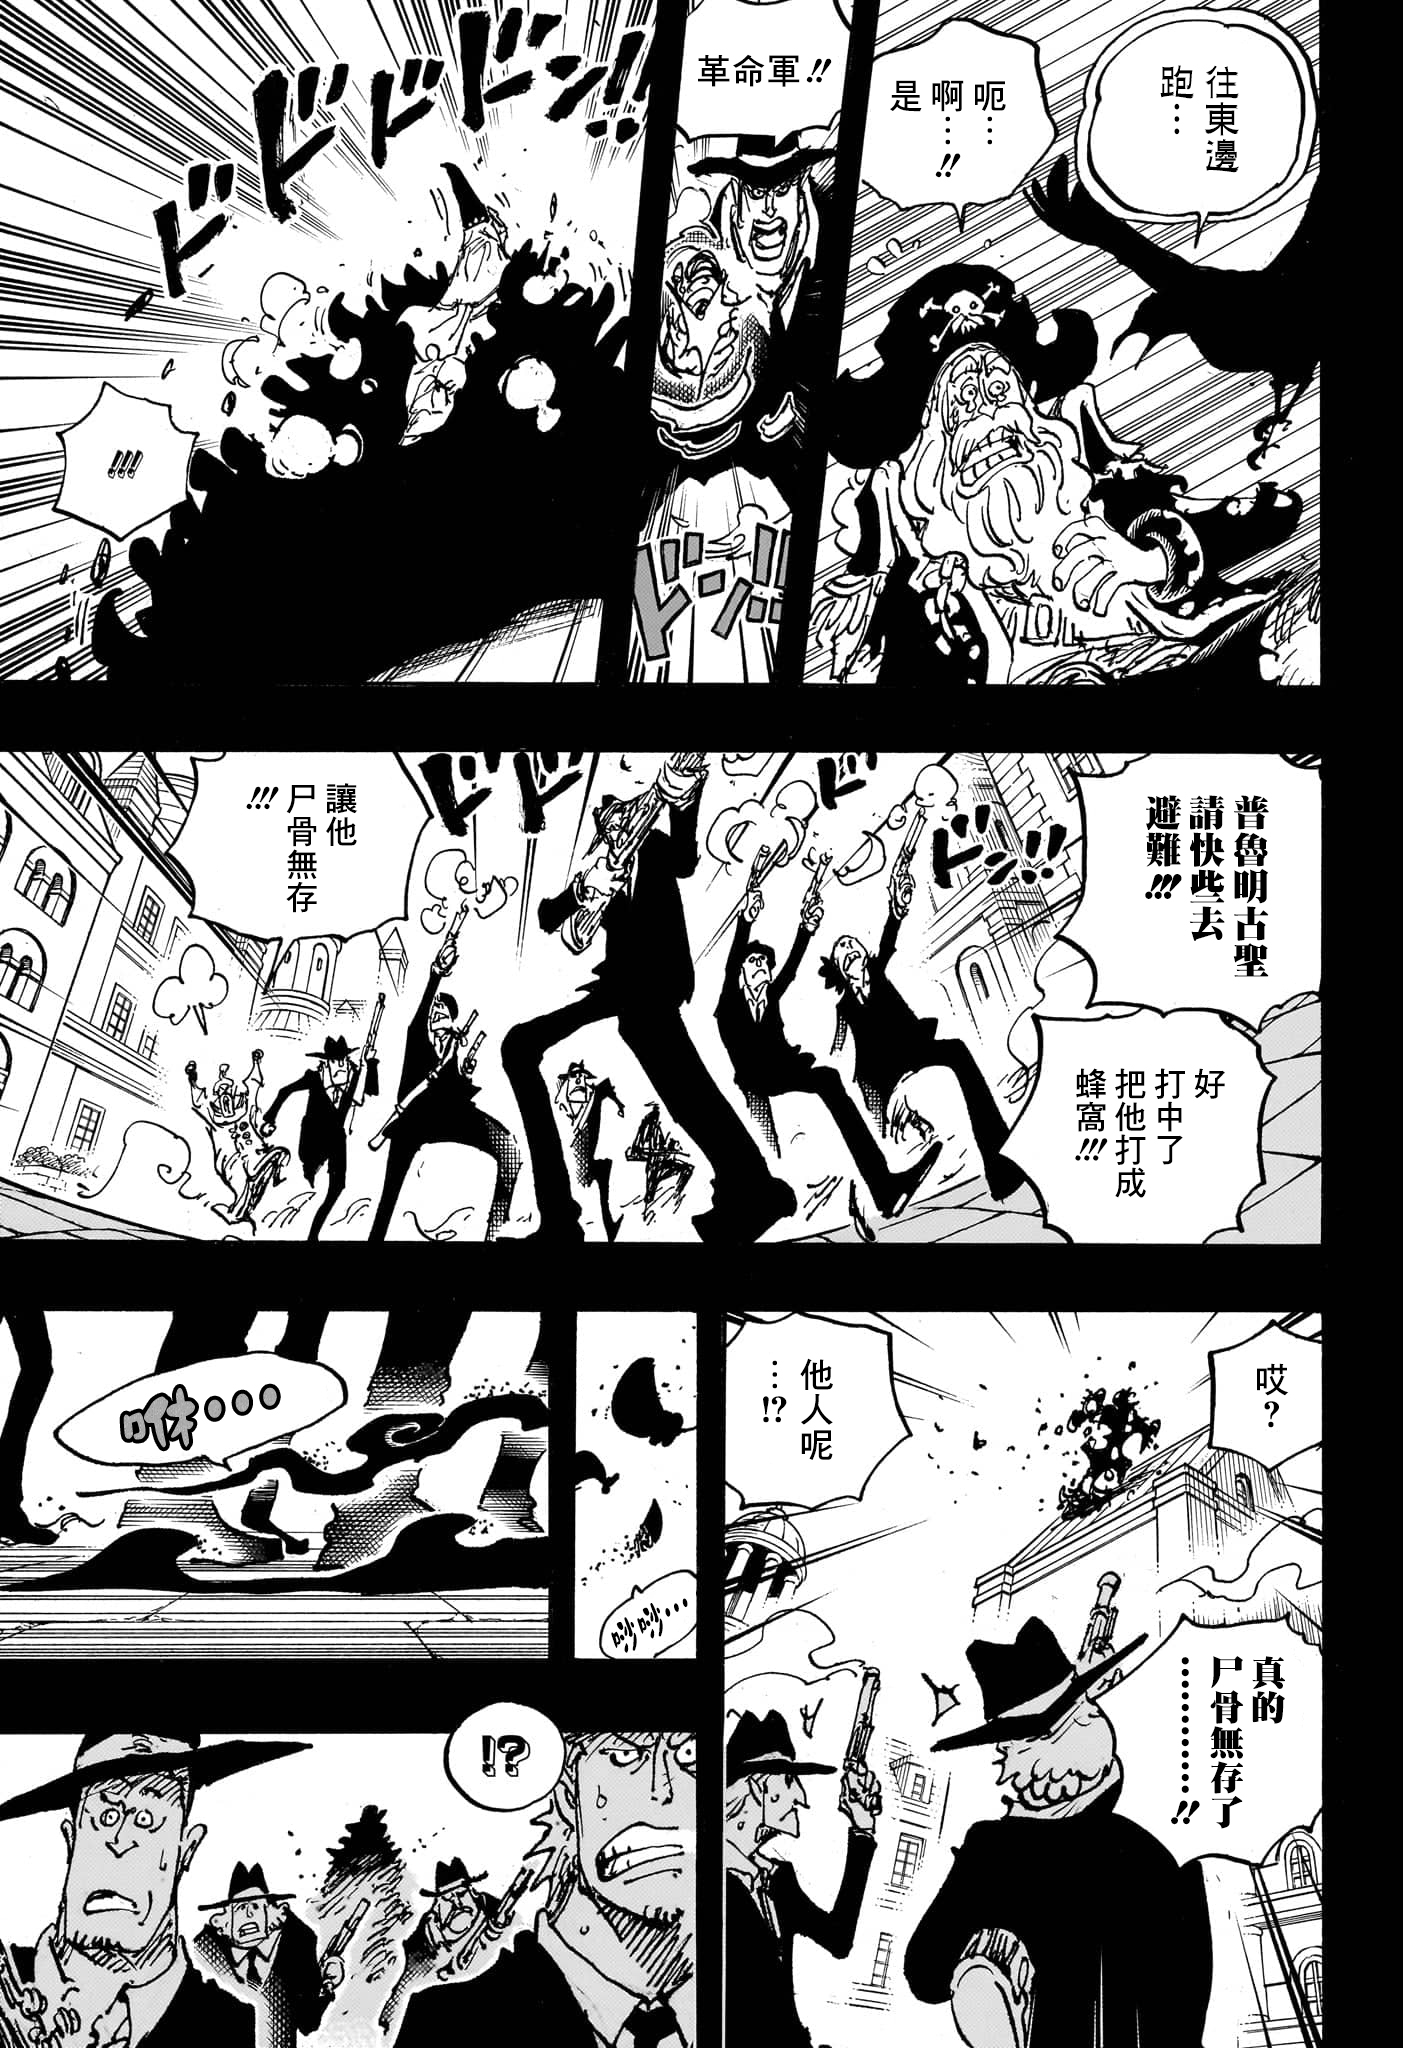 往東邊
跑…
呃…
啊…
是…!!
革命軍!!
ドン!!
ドドドドン!!
!!!
普魯明古聖
請快些去
避難!!!
好
打中了
把他打成
蜂窩!!!
ドン!!
ドド
讓他
尸骨無存
!!!
哎?
真的
尸骨無存了
…………!!
他人呢
…!?
吵吵…
咻…
!?